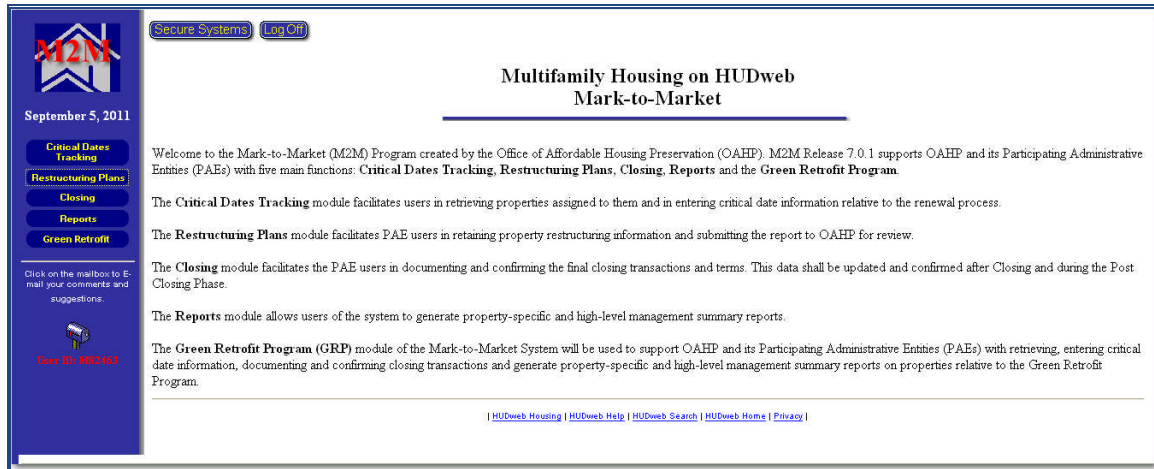 M2M
September 5, 2011
Critical Dates
Tracking
Restructuring Plans
Closing
Reports
Green Retrofit
Click on the mailbox to E-
mail your comments and
suggestions.
User ID: M82463
Secure Systems Log Off
Multifamily Housing on HUDweb
Mark-to-Market
Welcome to the Mark-to-Market (M2M) Program created by the Office of Affordable Housing Preservation (OAHP). M2M Release 7.0.1 supports OAHP and its Participating Administrative
Entities (PAEs) with five main functions: Critical Dates Tracking, Restructuring Plans, Closing, Reports and the Green Retrofit Program.
The Critical Dates Tracking module facilitates users in retrieving properties assigned to them and in entering critical date information relative to the renewal process.
The Restructuring Plans module facilitates PAE users in retaining property restructuring information and submitting the report to OAHP for review.
The Closing module facilitates the PAE users in documenting and confirming the final closing transactions and terms. This data shall be updated and confirmed after Closing and during the Post
Closing Phase.
The Reports module allows users of the system to generate property-specific and high-level management summary reports.
The Green Retrofit Program (GRP) module of the Mark-to-Market System will be used to support OAHP and its Participating Administrative Entities (PAEs) with retrieving, entering critical
date information, documenting and confirming closing transactions and generate property-specific and high-level management summary reports on properties relative to the Green Retrofit
Program.
| HUDweb Housing | HUDweb Help | HUDweb Search | HUDweb Home | Privacy |